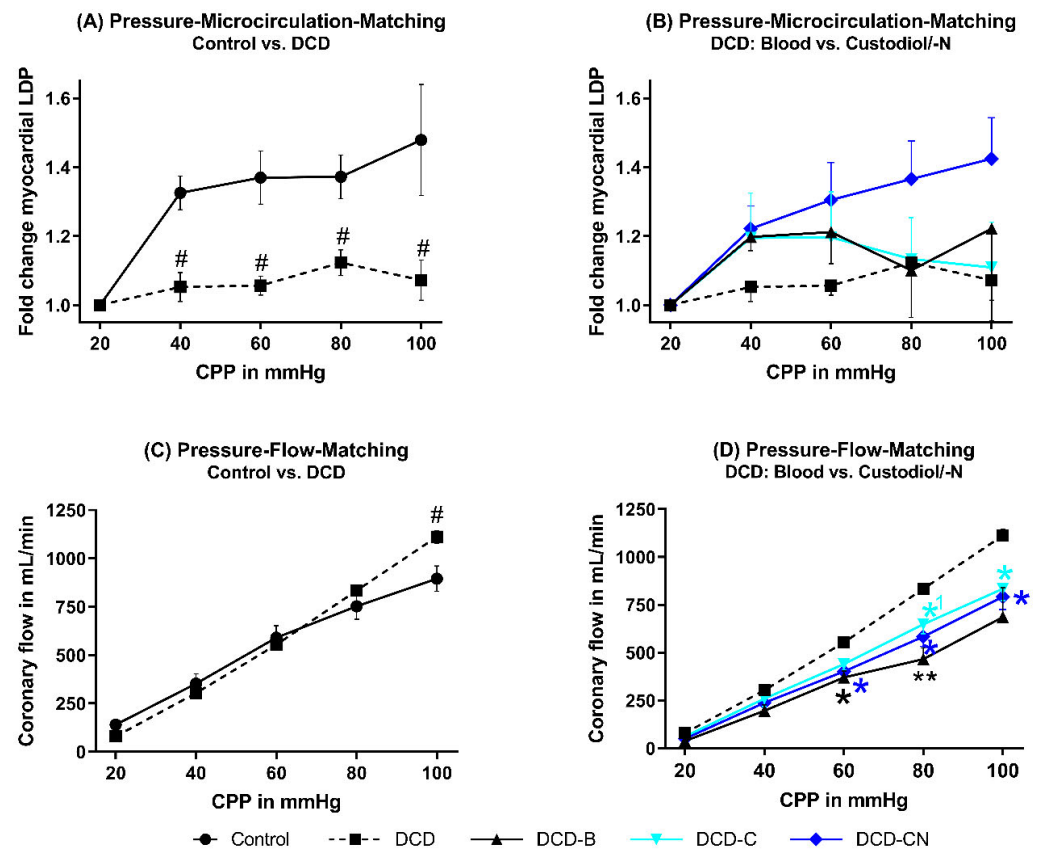 (A) Pressure-Microcirculation-Matching
Control vs. DCD
Fold change myocardial LDP
1.6
1.4
1.2
1.0
# # # #
20 40 60 80 100
CPP in mmHg
(B) Pressure-Microcirculation-Matching
DCD: Blood vs. Custodiol/-N
Fold change myocardial LDP
1.6
1.4
1.2
1.0
20 40 60 80 100
CPP in mmHg
(C) Pressure-Flow-Matching
Control vs. DCD
Coronary flow in mL/min
1250
1000
750
500
250
0
#
20 40 60 80 100
CPP in mmHg
(D) Pressure-Flow-Matching
DCD: Blood vs. Custodiol/-N
Coronary flow in mL/min
1250
1000
750
500
250
0
*
*1 *
*
* * **
20 40 60 80 100
CPP in mmHg
Control DCD DCD-B DCD-C DCD-CN